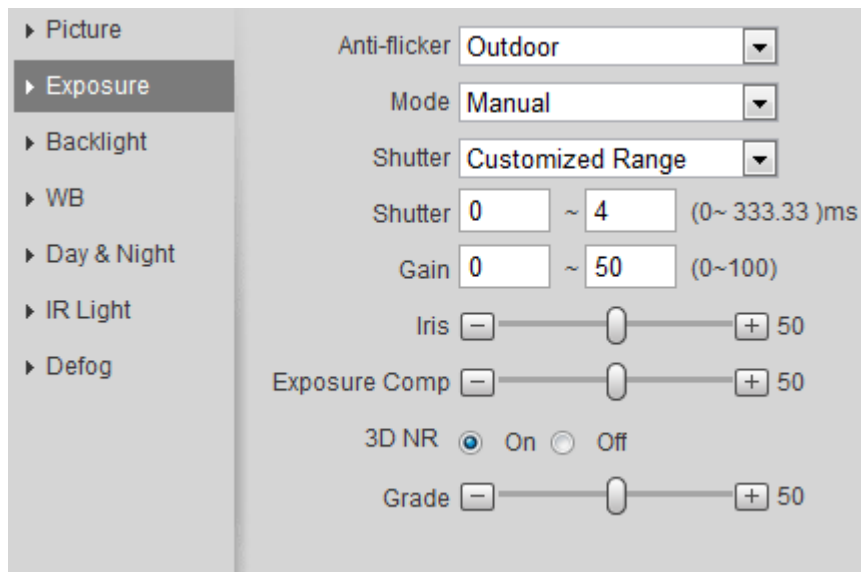 Picture
Exposure
Backlight
WB
Day & Night
IR Light
Defog
Anti-flicker Outdoor
Mode Manual
Shutter Customized Range
Shutter 0 ~ 4 (0~ 333.33 )ms
Gain 0 ~ 50 (0~100)
Iris − + 50
Exposure Comp − + 50
3D NR On Off
Grade − + 50